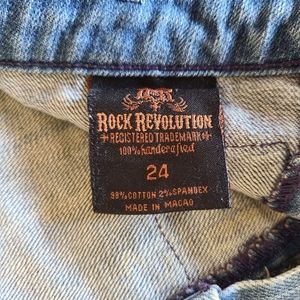 ROCK REVOLUTION
REGISTERED TRADEMARK
100% handcrafted
24
98% COTTON 2% SPANDEX
MADE IN MACAO